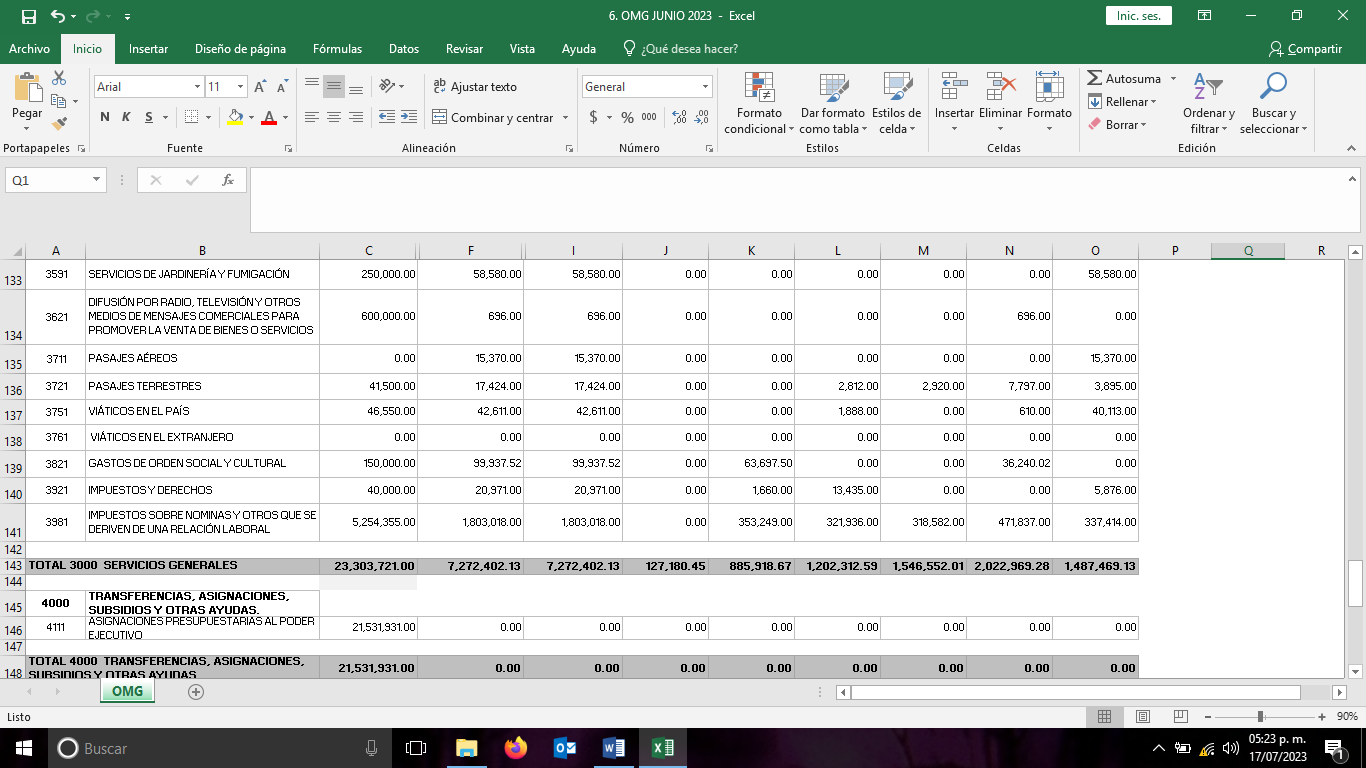 6. OMG JUNIO 2023 - Excel
Inic. ses.
Archivo Inicio Insertar Diseño de página Fórmulas Datos Revisar Vista Ayuda ¿Qué desea hacer? Compartir
Pegar
Arial 11
N K S
Ajustar texto
Combinar y centrar
General
$ % 000
Formato condicional
Dar formato como tabla
Estilos de celda
Insertar
Eliminar
Formato
Autosuma
Rellenar
Borrar
Ordenar y filtrar
Buscar y seleccionar
Portapapeles Fuente Alineación Número Estilos Celdas Edición
Q1 fx
A B C F I J K L M N O P Q R
133 3591 SERVICIOS DE JARDINERÍA Y FUMIGACIÓN 250,000.00 58,580.00 58,580.00 0.00 0.00 0.00 0.00 0.00 58,580.00
DIFUSIÓN POR RADIO, TELEVISIÓN Y OTROS
134 3621 MEDIOS DE MENSAJES COMERCIALES PARA 600,000.00 696.00 696.00 0.00 0.00 0.00 0.00 696.00 0.00
PROMOVER LA VENTA DE BIENES O SERVICIOS
135 3711 PASAJES AÉREOS 0.00 15,370.00 15,370.00 0.00 0.00 0.00 0.00 0.00 15,370.00
136 3721 PASAJES TERRESTRES 41,500.00 17,424.00 17,424.00 0.00 0.00 2,812.00 2,920.00 7,797.00 3,895.00
137 3751 VIÁTICOS EN EL PAÍS 46,550.00 42,611.00 42,611.00 0.00 0.00 1,888.00 0.00 610.00 40,113.00
138 3761 VIÁTICOS EN EL EXTRANJERO 0.00 0.00 0.00 0.00 0.00 0.00 0.00 0.00 0.00
139 3821 GASTOS DE ORDEN SOCIAL Y CULTURAL 150,000.00 99,937.52 99,937.52 0.00 63,697.50 0.00 0.00 36,240.02 0.00
140 3921 IMPUESTOS Y DERECHOS 40,000.00 20,971.00 20,971.00 0.00 1,660.00 13,435.00 0.00 0.00 5,876.00
IMPUESTOS SOBRE NOMINAS Y OTROS QUE SE
141 3981 DERIVEN DE UNA RELACIÓN LABORAL 5,254,355.00 1,803,018.00 1,803,018.00 0.00 353,249.00 321,936.00 318,582.00 471,837.00 337,414.00
142
143 TOTAL 3000 SERVICIOS GENERALES 23,303,721.00 7,272,402.13 7,272,402.13 127,180.45 885,918.67 1,202,312.59 1,546,552.01 2,022,969.28 1,487,469.13
144
TRANSFERENCIAS, ASIGNACIONES,
145 4000 SUBSIDIOS Y OTRAS AYUDAS.
ASIGNACIONES PRESUPUESTARIAS AL PODER
146 4111 EJECUTIVO 21,531,931.00 0.00 0.00 0.00 0.00 0.00 0.00 0.00 0.00
147
TOTAL 4000 TRANSFERENCIAS, ASIGNACIONES,
148 SUBSIDIOS Y OTRAS AYUDAS 21,531,931.00 0.00 0.00 0.00 0.00 0.00 0.00 0.00 0.00
OMG
Listo 90%
Buscar
05:23 p. m.
17/07/2023
1